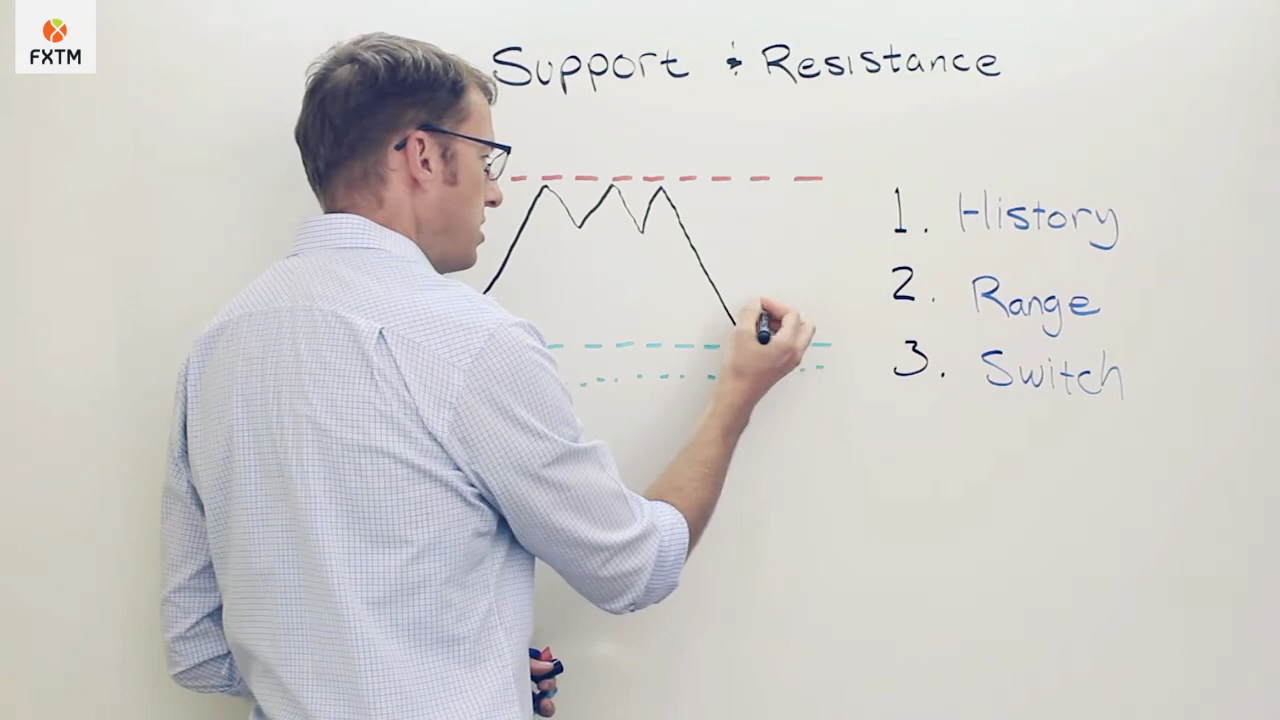 FXTM
Support & Resistance
1. History
2. Range
3. Switch